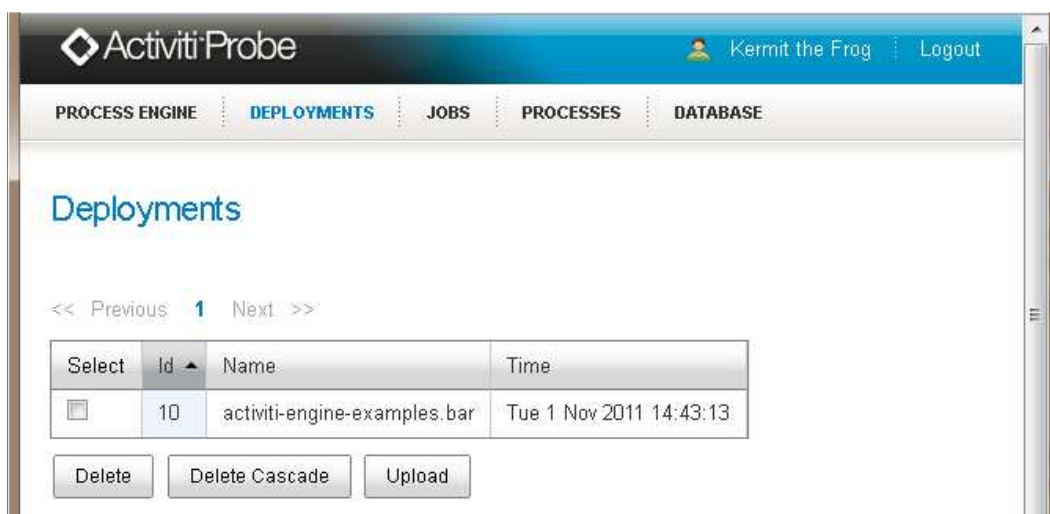 Activiti Probe
Kermit the Frog Logout
PROCESS ENGINE DEPLOYMENTS JOBS PROCESSES DATABASE
Deployments
<< Previous 1 Next >>
Select Id Name Time
10 activiti-engine-examples.bar Tue 1 Nov 2011 14:43:13
Delete Delete Cascade Upload